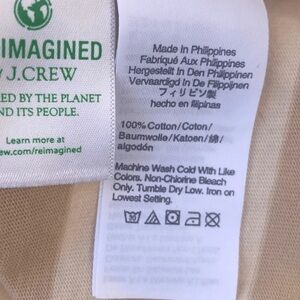 IMAGINED
J.CREW
ED BY THE PLANET
ND ITS PEOPLE.
Learn more at
ew.com/reimagined
Made In Philippines
Fabriqué Aux Philippines
Hergestellt In Den Philippinen
Vervaardigd In De Filippijnen
フィリピン製
hecho en filipinas
100% Cotton/Coton/
Baumwolle/Katoen/綿/
algodón
Machine Wash Cold With Like
Colors. Non-Chlorine Bleach
Only. Tumble Dry Low. Iron on
Lowest Setting.